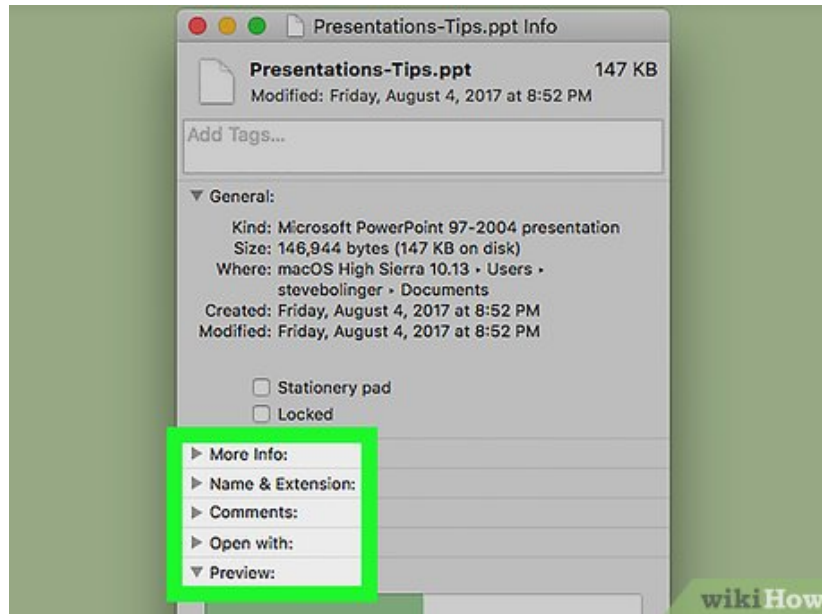 Presentations-Tips.ppt Info
Presentations-Tips.ppt 147 KB
Modified: Friday, August 4, 2017 at 8:52 PM
Add Tags...
General:
Kind: Microsoft PowerPoint 97-2004 presentation
Size: 146,944 bytes (147 KB on disk)
Where: macOS High Sierra 10.13 ▸ Users ▸
stevebolinger ▸ Documents
Created: Friday, August 4, 2017 at 8:52 PM
Modified: Friday, August 4, 2017 at 8:52 PM
Stationery pad
Locked
More Info:
Name & Extension:
Comments:
Open with:
Preview:
wikiHow